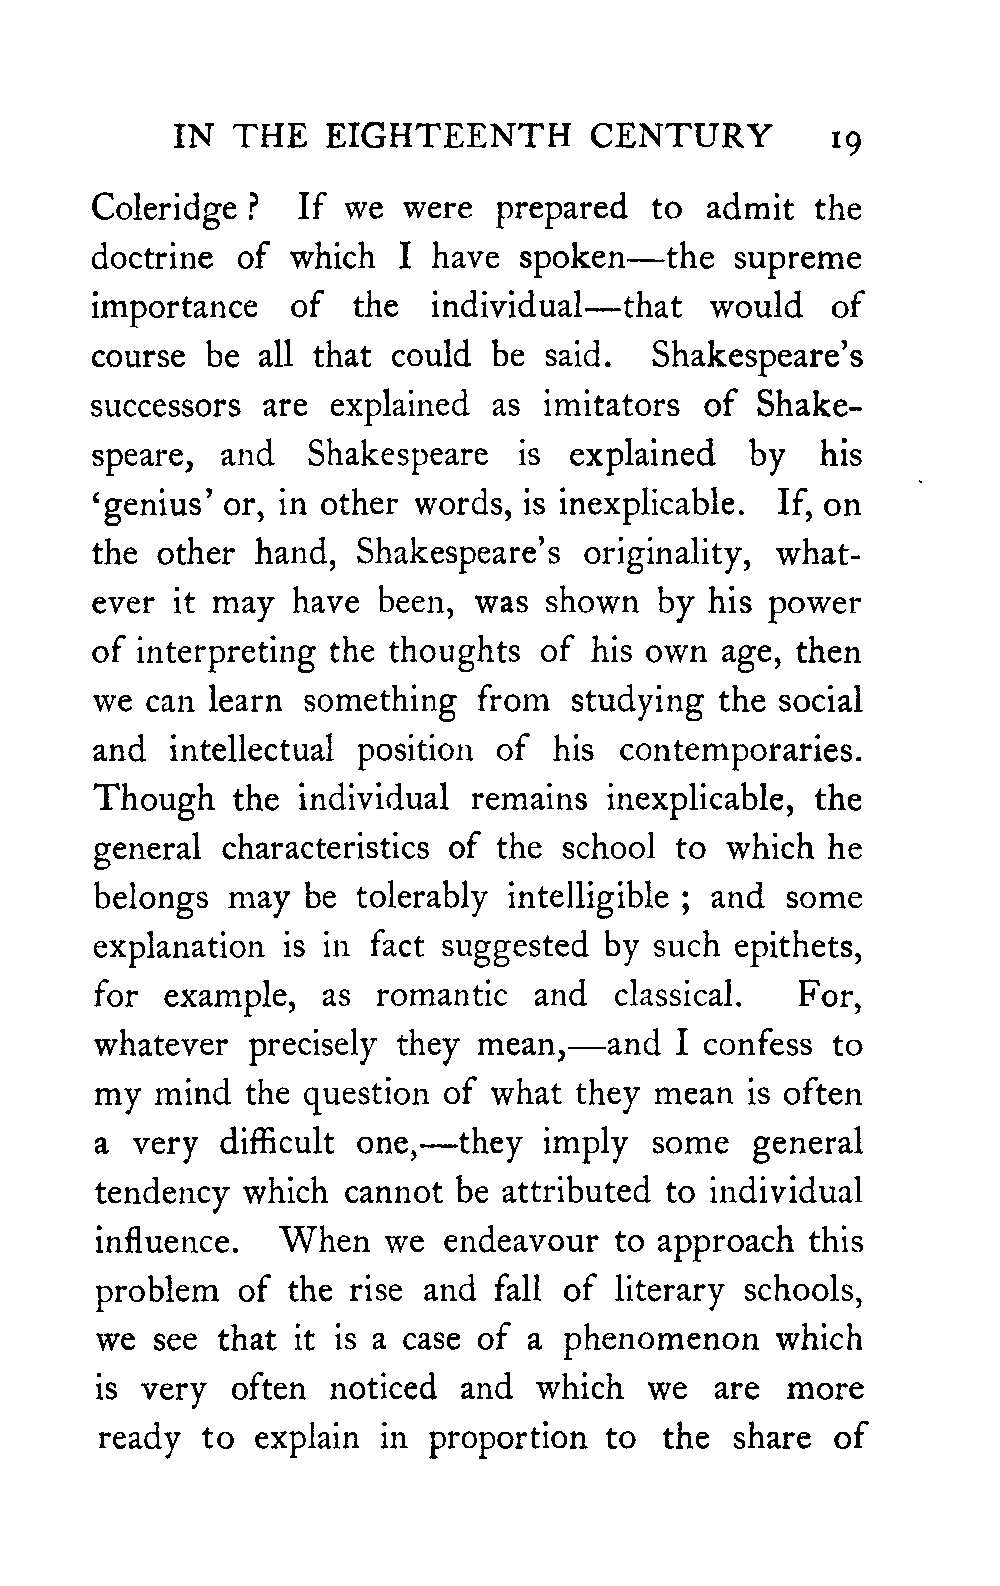 IN THE EIGHTEENTH CENTURY 19
Coleridge ? If we were prepared to admit the
doctrine of which I have spoken—the supreme
importance of the individual—that would of
course be all that could be said. Shakespeare's
successors are explained as imitators of Shake-
speare, and Shakespeare is explained by his
'genius' or, in other words, is inexplicable. If, on
the other hand, Shakespeare's originality, what-
ever it may have been, was shown by his power
of interpreting the thoughts of his own age, then
we can learn something from studying the social
and intellectual position of his contemporaries.
Though the individual remains inexplicable, the
general characteristics of the school to which he
belongs may be tolerably intelligible ; and some
explanation is in fact suggested by such epithets,
for example, as romantic and classical. For,
whatever precisely they mean,—and I confess to
my mind the question of what they mean is often
a very difficult one,—they imply some general
tendency which cannot be attributed to individual
influence. When we endeavour to approach this
problem of the rise and fall of literary schools,
we see that it is a case of a phenomenon which
is very often noticed and which we are more
ready to explain in proportion to the share of